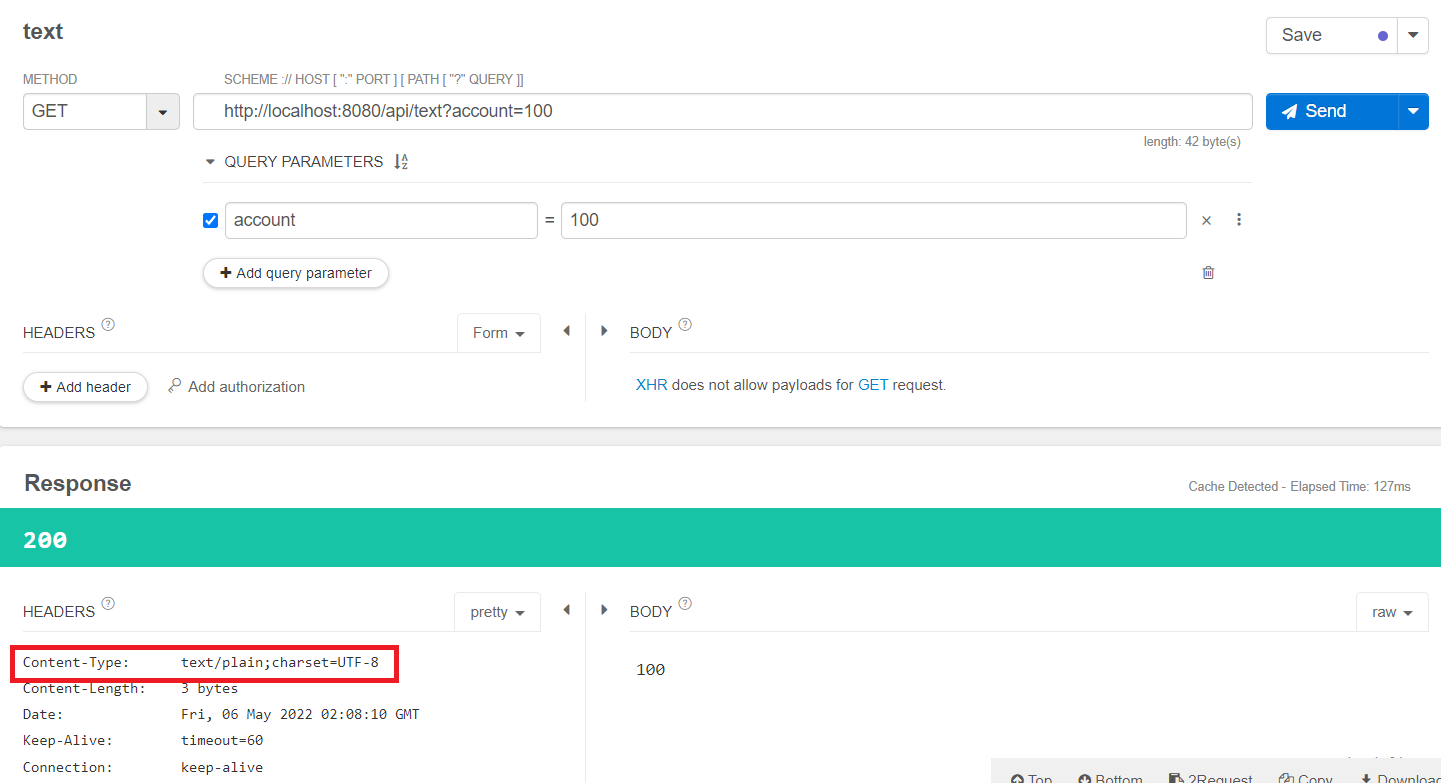 text
Save
METHOD
SCHEME :// HOST [ ":" PORT ] [ PATH [ "?" QUERY ]]
GET
http://localhost:8080/api/text?account=100
Send
length: 42 byte(s)
QUERY PARAMETERS
account = 100
+ Add query parameter
HEADERS ?
Form
BODY ?
+ Add header
Add authorization
XHR does not allow payloads for GET request.
Response
Cache Detected - Elapsed Time: 127ms
200
HEADERS ?
pretty
BODY ?
raw
Content-Type: text/plain;charset=UTF-8
100
Content-Length: 3 bytes
Date: Fri, 06 May 2022 02:08:10 GMT
Keep-Alive: timeout=60
Connection: keep-alive
Top Bottom 2Request Copy Download